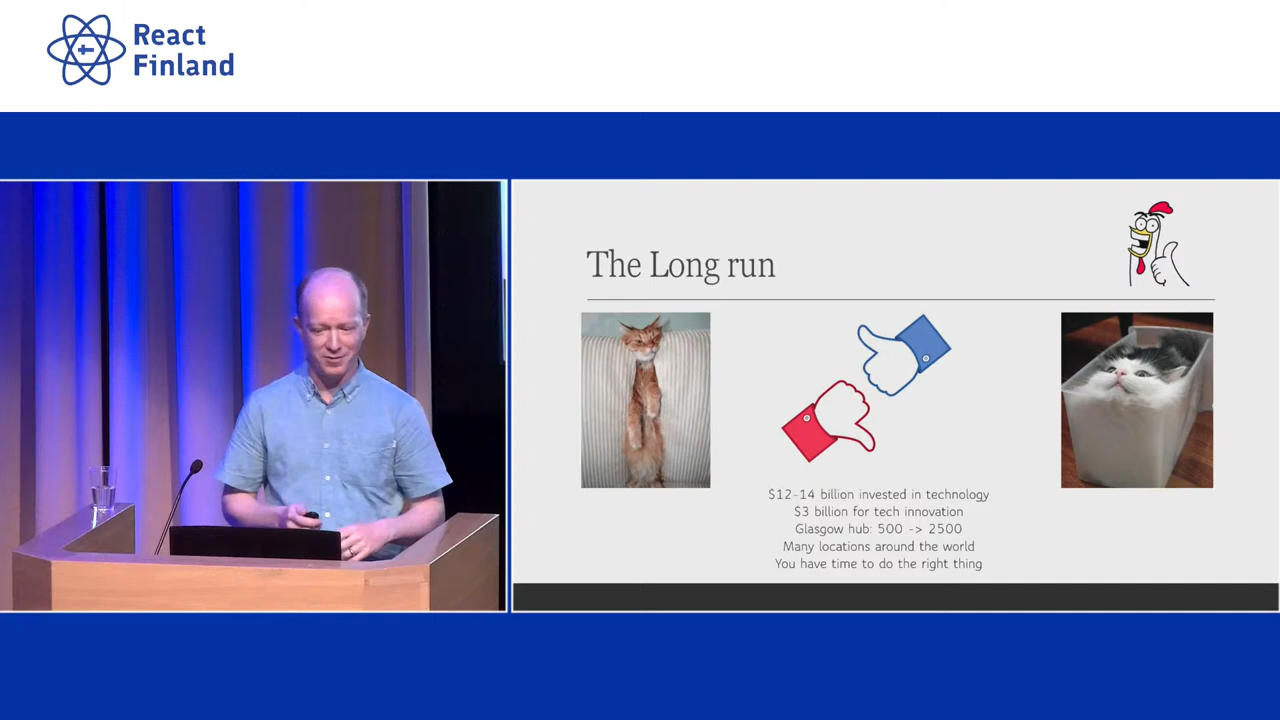 React
Finland
The Long run
$12-14 billion invested in technology
$3 billion for tech innovation
Glasgow hub: 500 -> 2500
Many locations around the world
You have time to do the right thing